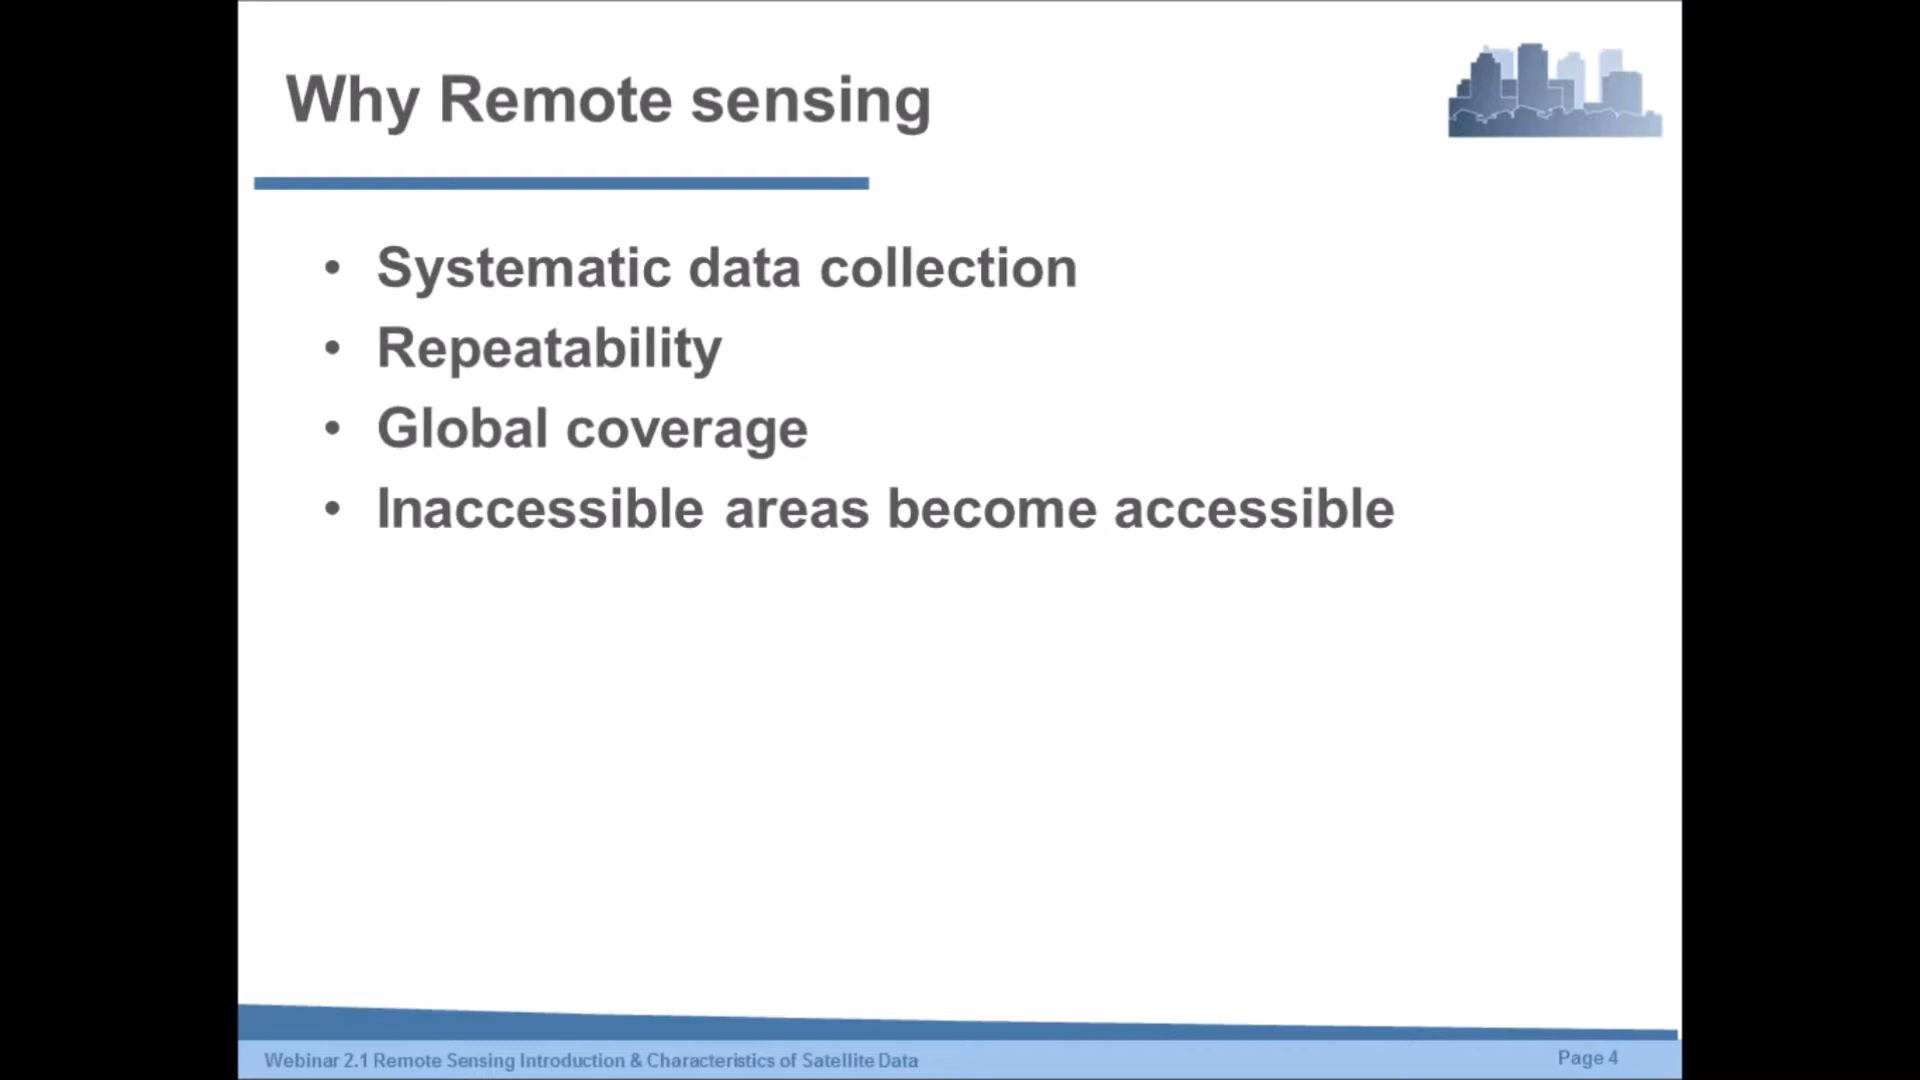 Why Remote sensing
• Systematic data collection
• Repeatability
• Global coverage
• Inaccessible areas become accessible
Webinar 2.1 Remote Sensing Introduction & Characteristics of Satellite Data
Page 4